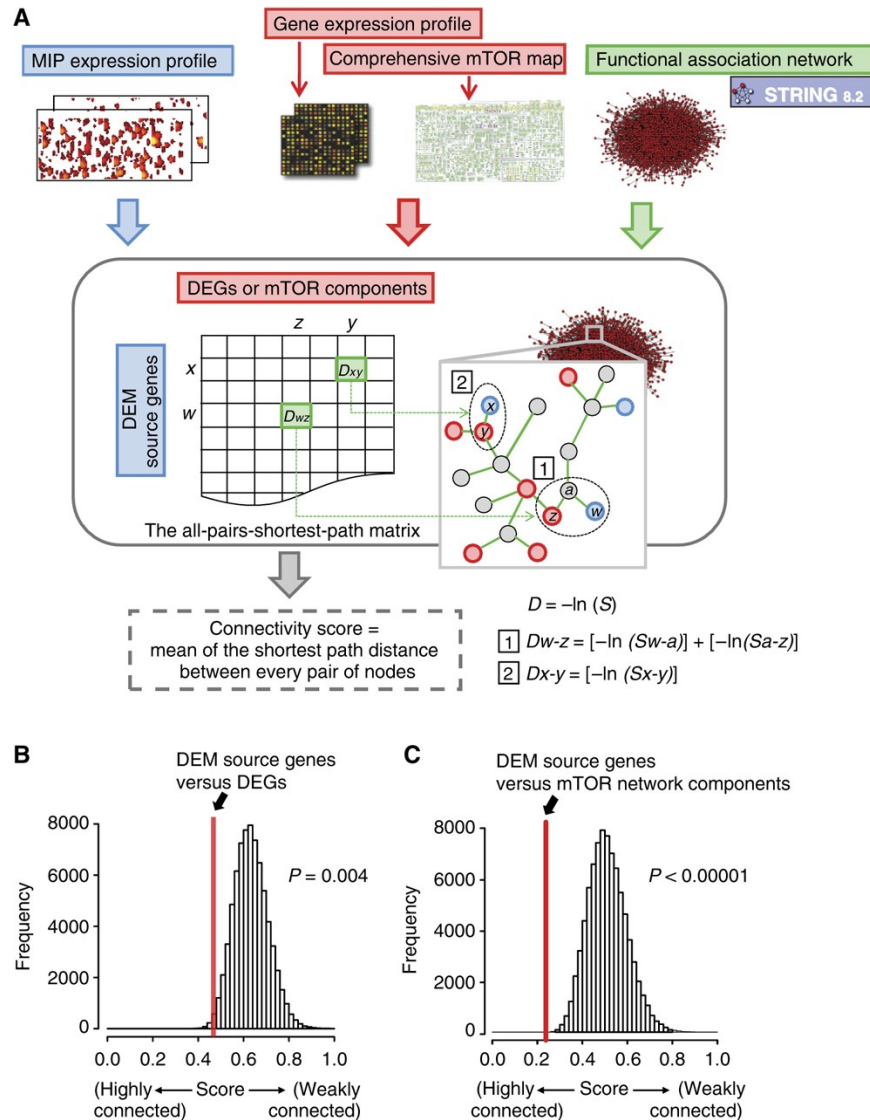 A
Gene expression profile
MIP expression profile
Comprehensive mTOR map
Functional association network
STRING 8.2
DEGs or mTOR components
z y
x
w
Dxy
Dwz
DEM
source genes
The all-pairs-shortest-path matrix
2
x
y
1
a
z
w
Connectivity score =
mean of the shortest path distance
between every pair of nodes
D = –ln (S)
1 Dw-z = [–ln (Sw-a)] + [–ln(Sa-z)]
2 Dx-y = [–ln (Sx-y)]
B
DEM source genes
versus DEGs
8000
6000
4000
2000
0
Frequency
P = 0.004
0.0 0.2 0.4 0.6 0.8 1.0
(Highly ← Score → (Weakly
connected) connected)
C
DEM source genes
versus mTOR network components
8000
6000
4000
2000
0
Frequency
P < 0.00001
0.0 0.2 0.4 0.6 0.8 1.0
(Highly ← Score → (Weakly
connected) connected)